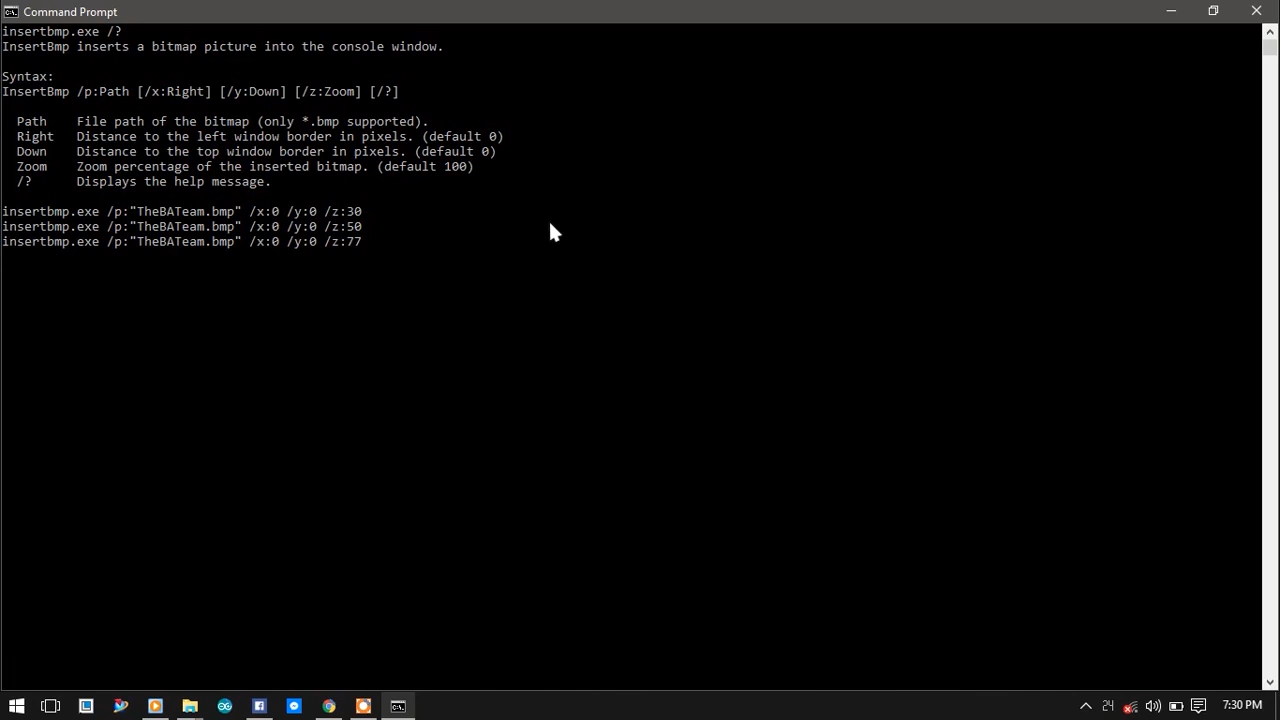 Command Prompt
insertbmp.exe /?
InsertBmp inserts a bitmap picture into the console window.
Syntax:
InsertBmp /p:Path [/x:Right] [/y:Down] [/z:Zoom] [/?]
Path File path of the bitmap (only *.bmp supported).
Right Distance to the left window border in pixels. (default 0)
Down Distance to the top window border in pixels. (default 0)
Zoom Zoom percentage of the inserted bitmap. (default 100)
/? Displays the help message.
insertbmp.exe /p:"TheBATeam.bmp" /x:0 /y:0 /z:30
insertbmp.exe /p:"TheBATeam.bmp" /x:0 /y:0 /z:50
insertbmp.exe /p:"TheBATeam.bmp" /x:0 /y:0 /z:77
24 7:30 PM